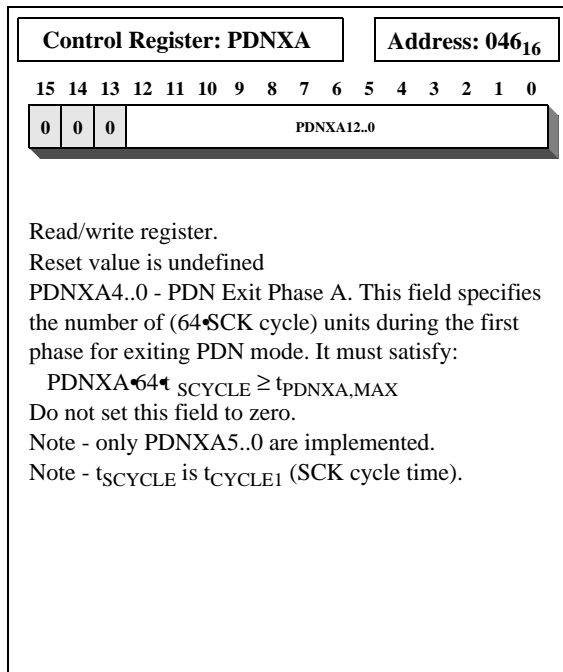 Control Register: PDNXA
Address: 046₁₆
15 14 13 12 11 10 9 8 7 6 5 4 3 2 1 0
0 0 0 PDNXA12..0
Read/write register.
Reset value is undefined
PDNXA4..0 - PDN Exit Phase A. This field specifies
the number of (64•SCK cycle) units during the first
phase for exiting PDN mode. It must satisfy:
PDNXA•64•t SCYCLE ≥ tPDNXA,MAX
Do not set this field to zero.
Note - only PDNXA5..0 are implemented.
Note - tSCYCLE is tCYCLE1 (SCK cycle time).